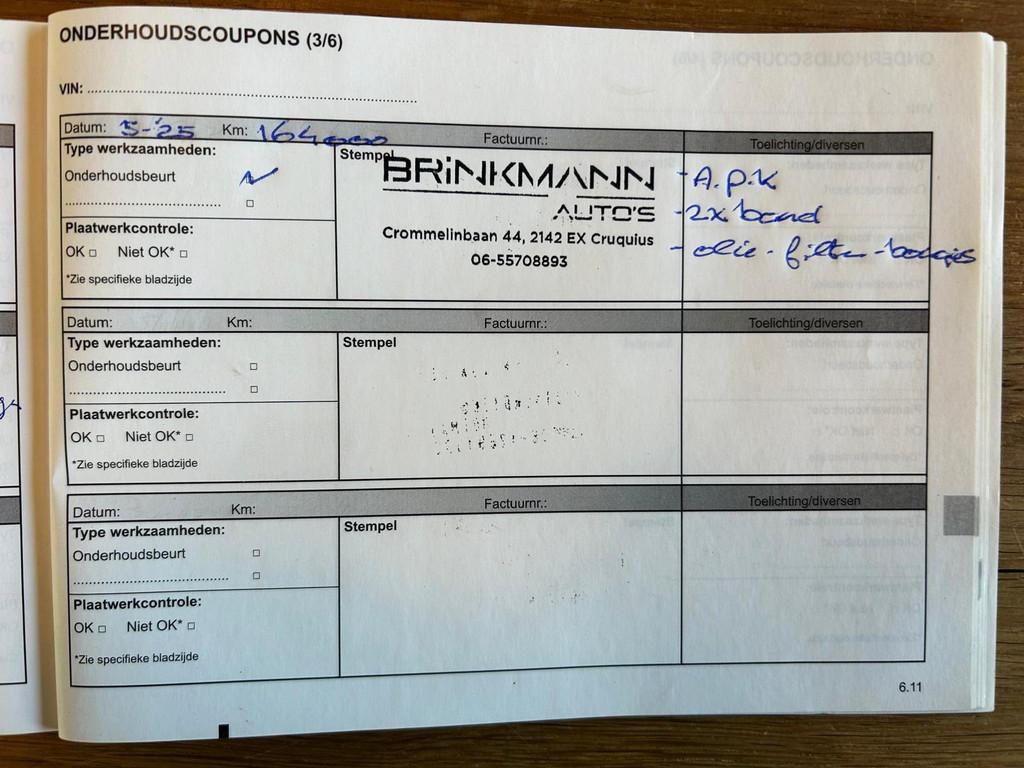 ONDERHOUDSCOUPONS (3/6)
VIN: ........................................................................
Datum: 5-'25 Km: 164000 Factuurnr.: Toelichting/diversen
Type werkzaamheden:
Onderhoudsbeurt
Plaatwerkcontrole:
OK □ Niet OK* □
*Zie specifieke bladzijde
Stempel
BRiNKMANN
AUTO'S
Crommelinbaan 44, 2142 EX Cruquius
06-55708893
- A.P.K
- 2x band
- olie - filter - bougies
Datum: Km: Factuurnr.: Toelichting/diversen
Type werkzaamheden:
Onderhoudsbeurt □
Plaatwerkcontrole:
OK □ Niet OK* □
*Zie specifieke bladzijde
Stempel
Datum: Km: Factuurnr.: Toelichting/diversen
Type werkzaamheden:
Onderhoudsbeurt □
Plaatwerkcontrole:
OK □ Niet OK* □
*Zie specifieke bladzijde
Stempel
6.11